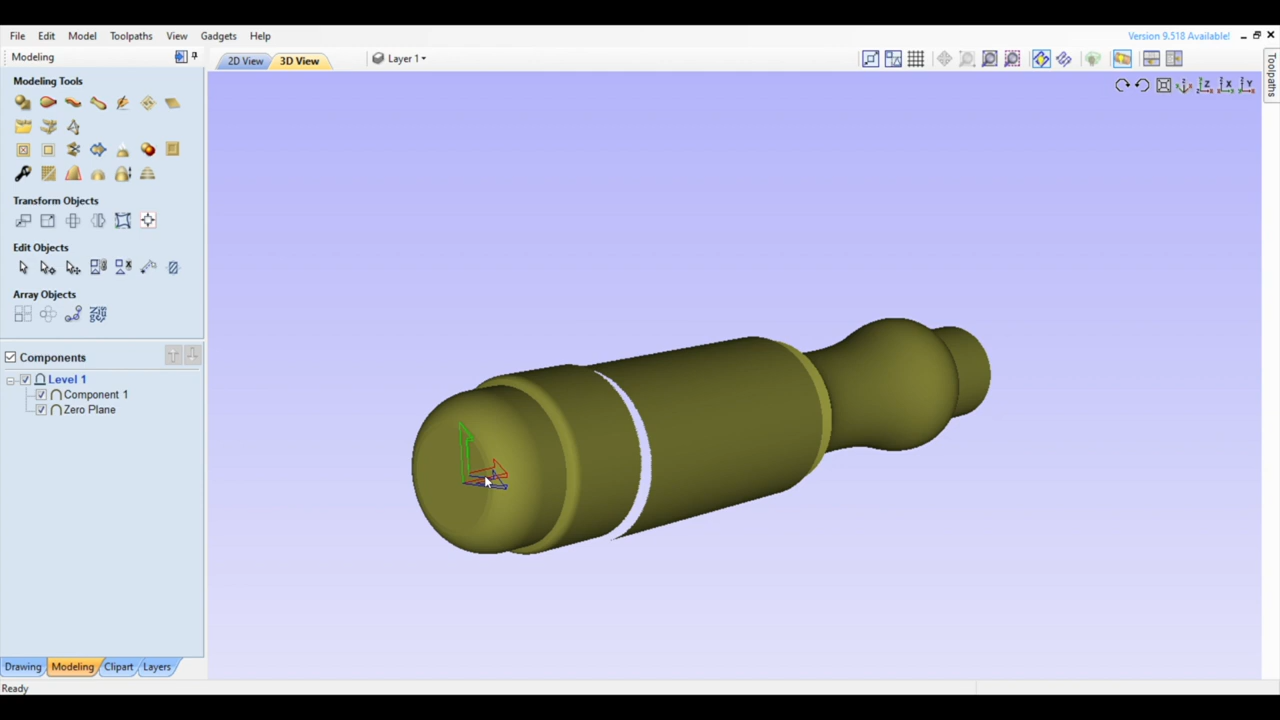 File Edit Model Toolpaths View Gadgets Help
Version 9.518 Available!
Modeling
2D View 3D View Layer 1
Toolpaths
Modeling Tools
Z X Y
Transform Objects
Edit Objects
Array Objects
Components
Level 1
Component 1
Zero Plane
Drawing Modeling Clipart Layers
Ready